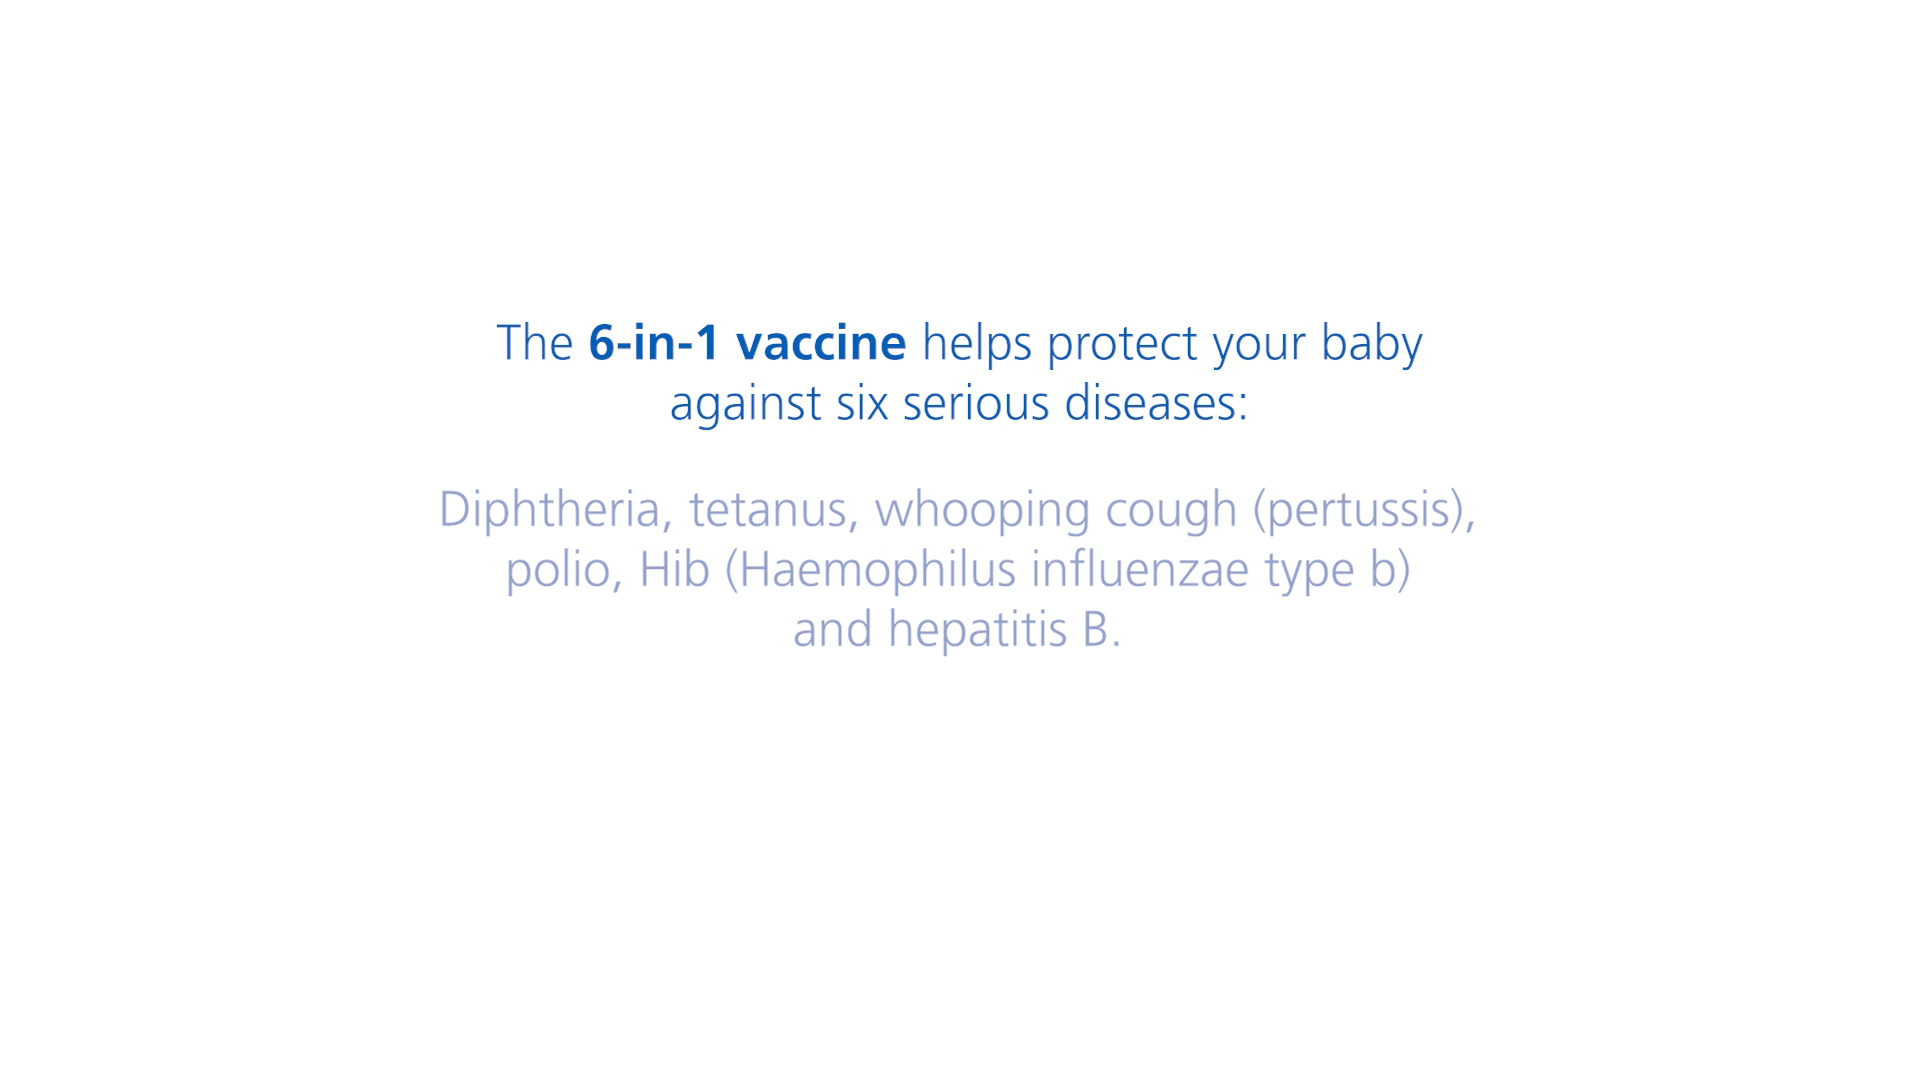 The 6-in-1 vaccine helps protect your baby
against six serious diseases:
Diphtheria, tetanus, whooping cough (pertussis),
polio, Hib (Haemophilus influenzae type b)
and hepatitis B.